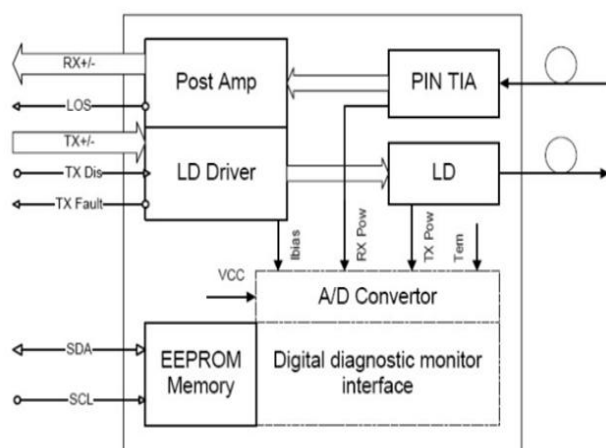 RX+/-
Post Amp
PIN TIA
LOS
TX+/-
LD Driver
LD
TX Dis
TX Fault
Ibias
RX Pow
TX Pow
Tem
VCC
A/D Convertor
SDA
EEPROM
Memory
Digital diagnostic monitor
interface
SCL